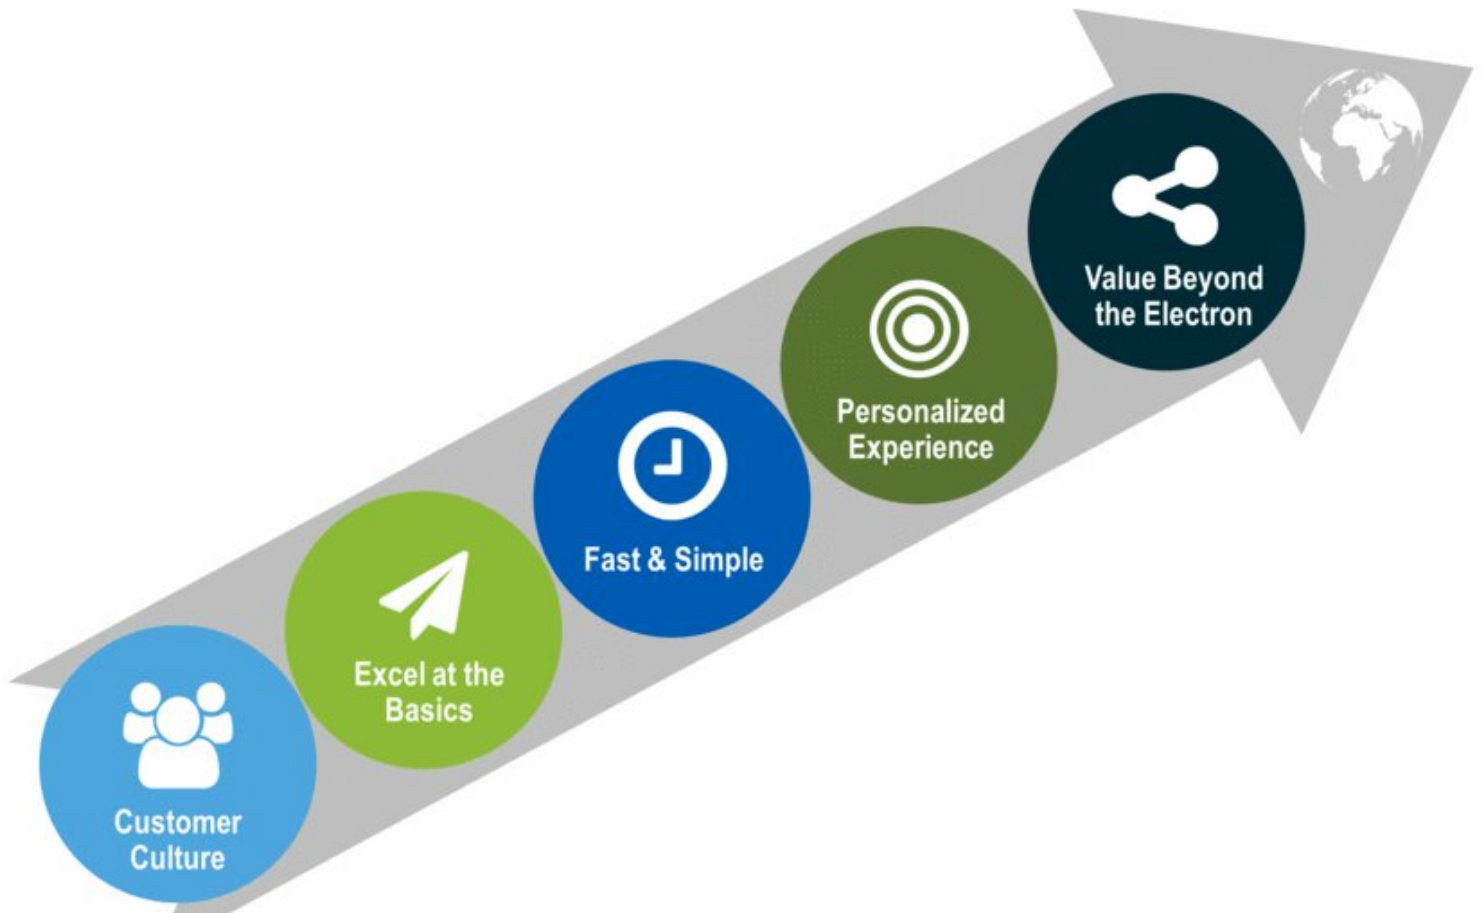 Value Beyond
the Electron
Personalized
Experience
Fast & Simple
Excel at the
Basics
Customer
Culture